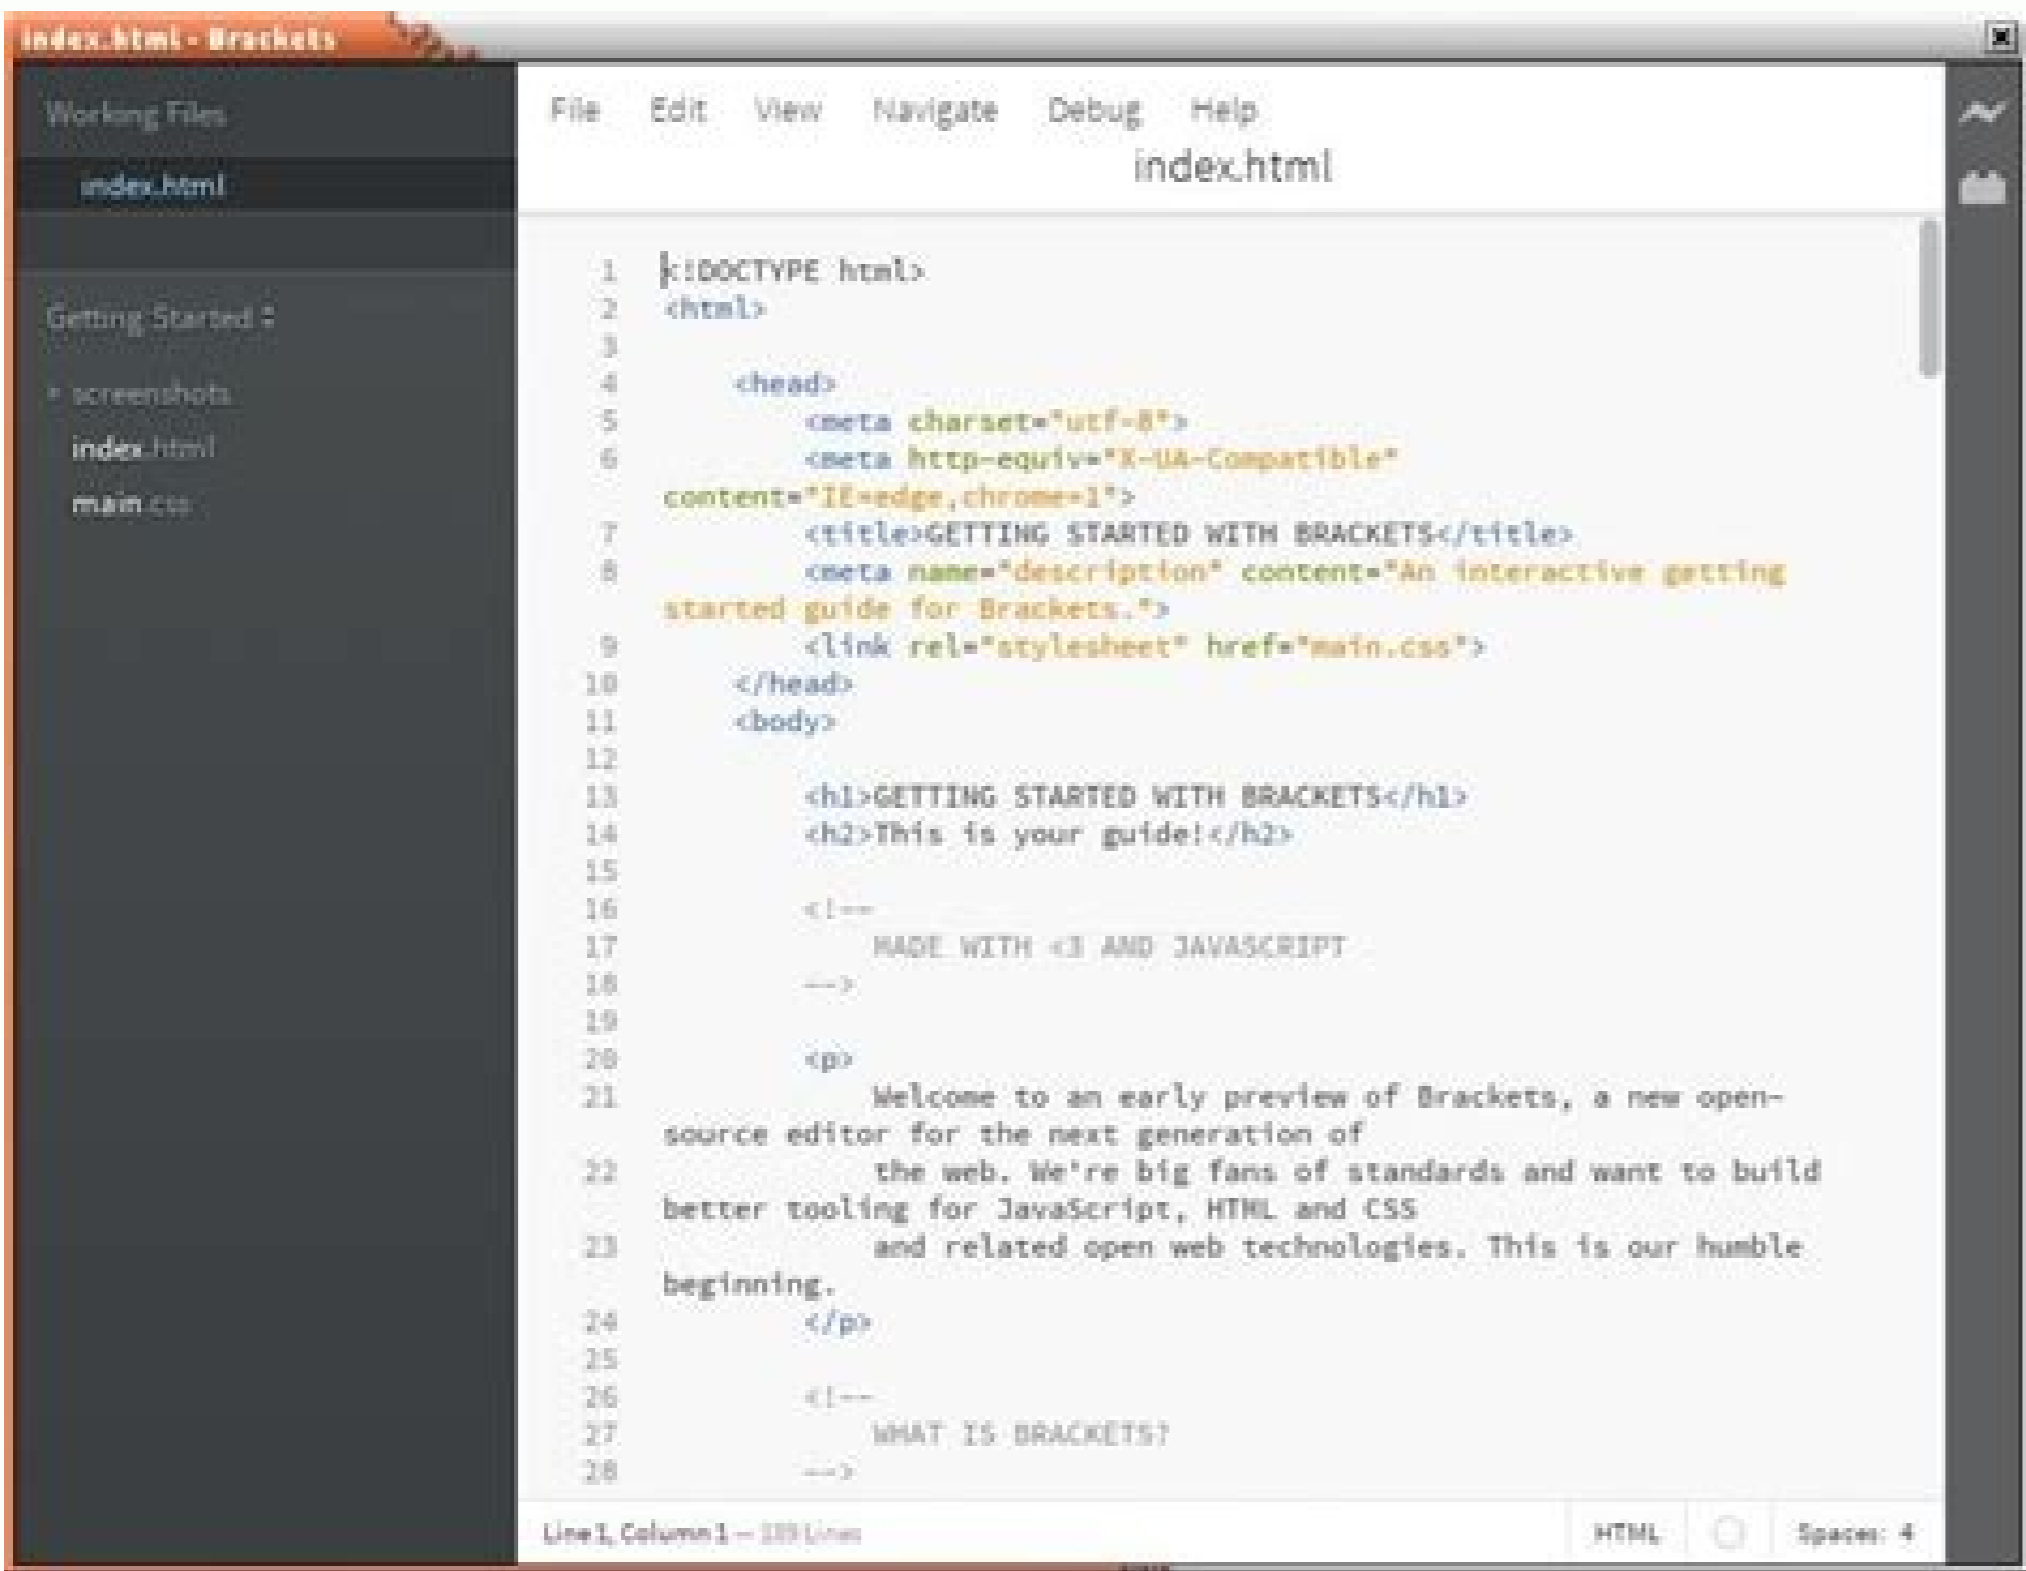 index.html - Brackets
Working Files
index.html
Getting Started
screenshots
index.html
main.css
File Edit View Navigate Debug Help
index.html
1 <!DOCTYPE html>
2 <html>
3
4 <head>
5 <meta charset="utf-8">
6 <meta http-equiv="X-UA-Compatible"
content="IE=edge,chrome=1">
7 <title>GETTING STARTED WITH BRACKETS</title>
8 <meta name="description" content="An interactive getting
started guide for Brackets.">
9 <link rel="stylesheet" href="main.css">
10 </head>
11 <body>
12
13 <h1>GETTING STARTED WITH BRACKETS</h1>
14 <h2>This is your guide!</h2>
15
16 <!--
17 MADE WITH <3 AND JAVASCRIPT
18 -->
19
20 <p>
21 Welcome to an early preview of Brackets, a new open-
source editor for the next generation of
22 the web. We're big fans of standards and want to build
better tooling for JavaScript, HTML and CSS
23 and related open web technologies. This is our humble
beginning.
24 </p>
25
26 <!--
27 WHAT IS BRACKETS?
28 -->
Line 1, Column 1 — Lines
HTML Spaces: 4